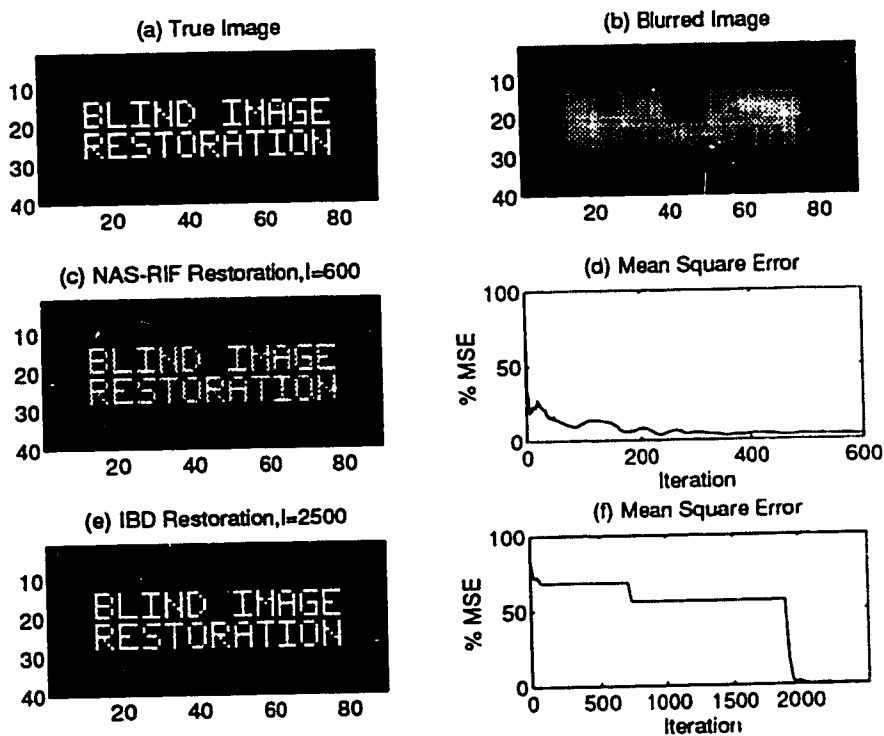 (a) True Image
10
20
30
40
BLIND IMAGE
RESTORATION
20 40 60 80
(b) Blurred Image
10
20
30
40
20 40 60 80
(c) NAS-RIF Restoration,I=600
10
20
30
40
BLIND IMAGE
RESTORATION
20 40 60 80
(d) Mean Square Error
100
50
0
% MSE
0 200 400 600
Iteration
(e) IBD Restoration,I=2500
10
20
30
40
BLIND IMAGE
RESTORATION
20 40 60 80
(f) Mean Square Error
100
50
0
% MSE
0 500 1000 1500 2000
Iteration